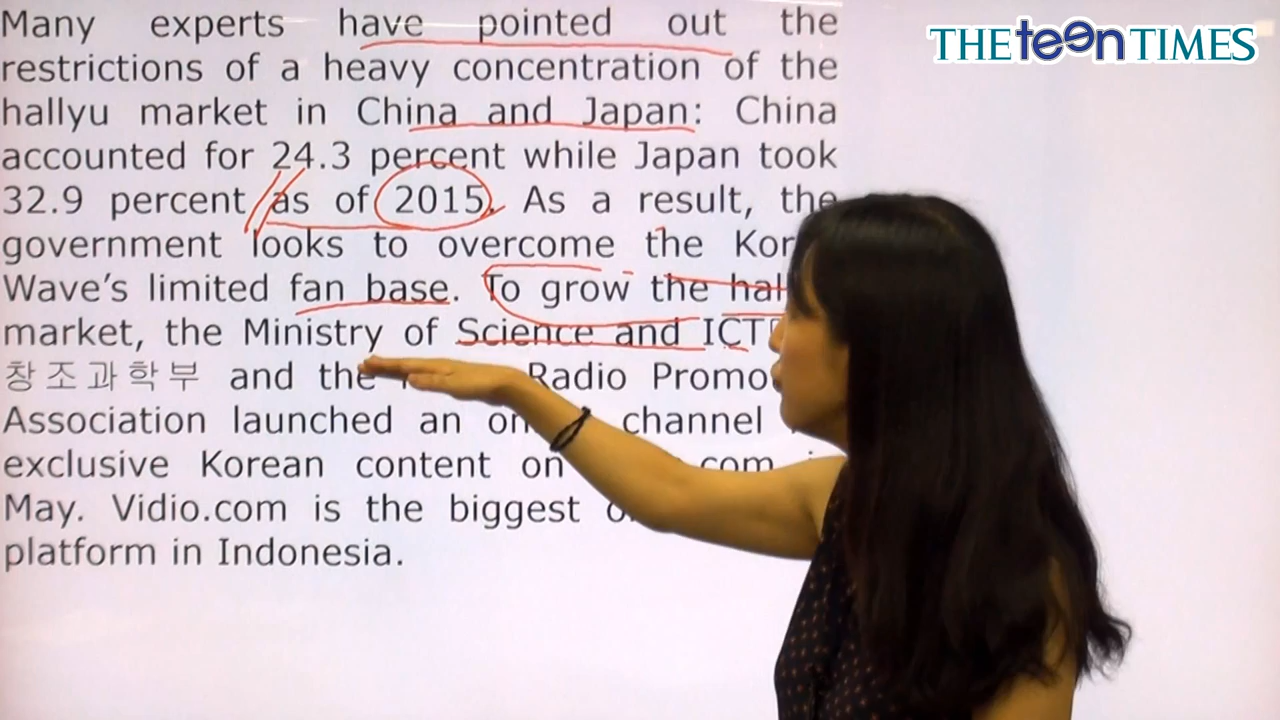 THE teen TIMES
Many experts have pointed out the
restrictions of a heavy concentration of the
hallyu market in China and Japan: China
accounted for 24.3 percent while Japan took
32.9 percent as of 2015. As a result, the
government looks to overcome the
Wave's limited fan base. To grow the
market, the Ministry of Science and ICT
창조과학부 and the Radio
Association launched an channel
exclusive Korean content on
May. Vidio.com is the biggest
platform in Indonesia.